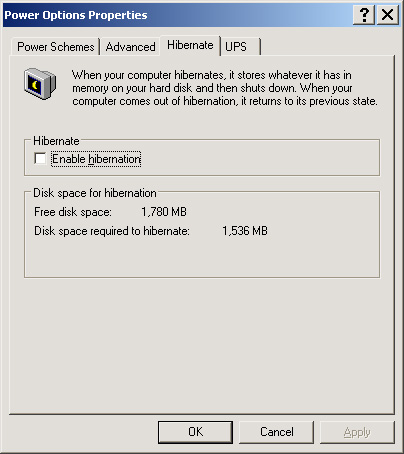 Power Options Properties
Power Schemes Advanced Hibernate UPS
When your computer hibernates, it stores whatever it has in
memory on your hard disk and then shuts down. When your
computer comes out of hibernation, it returns to its previous state.
Hibernate
Enable hibernation
Disk space for hibernation
Free disk space: 1,780 MB
Disk space required to hibernate: 1,536 MB
OK Cancel Apply